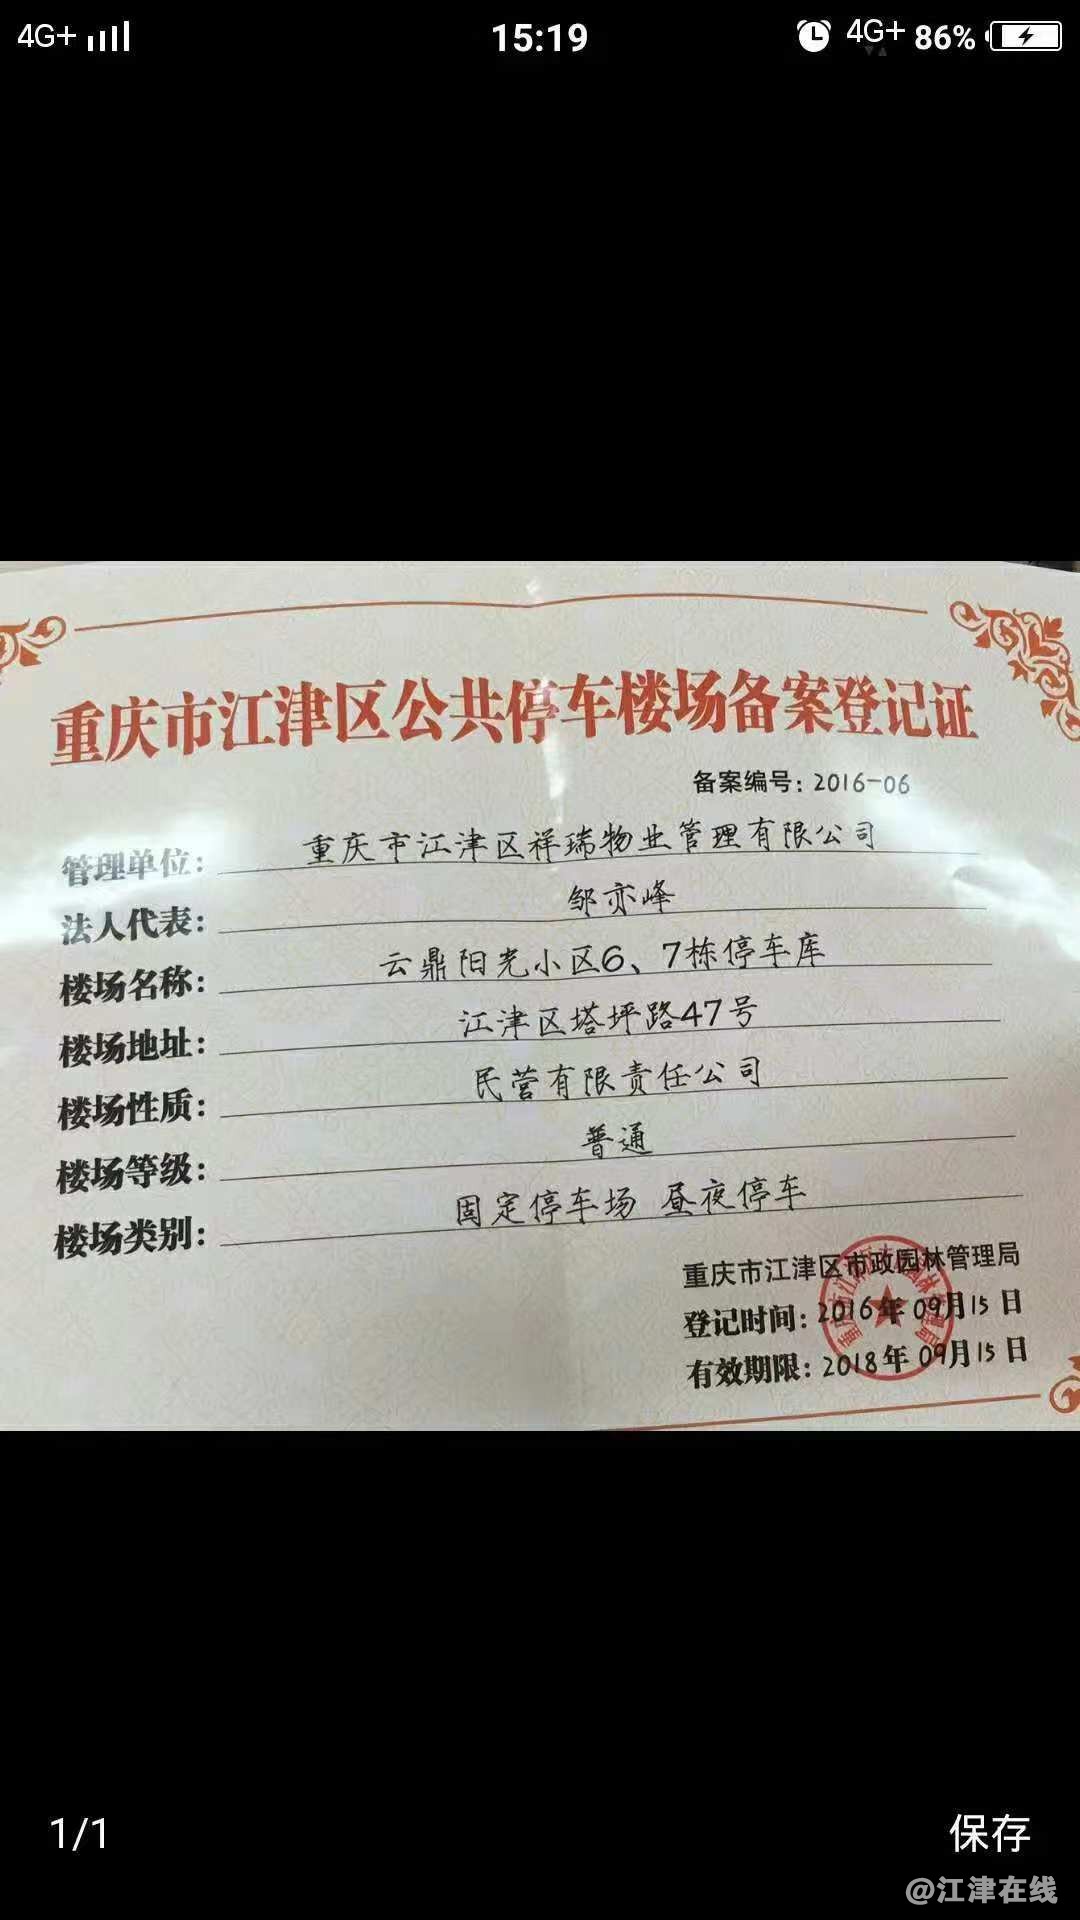 4G+ 15:19 4G+ 86%
重庆市江津区公共停车楼场备案登记证
备案编号：2016-06
管理单位：重庆市江津区祥瑞物业管理有限公司
法人代表：邹亦峰
楼场名称：云鼎阳光小区6、7栋停车库
楼场地址：江津区塔坪路47号
楼场性质：民营有限责任公司
楼场等级：普通
楼场类别：固定停车场 昼夜停车
重庆市江津区市政园林管理局
登记时间：2016年09月15日
有效期限：2018年09月15日
1/1 保存
@江津在线